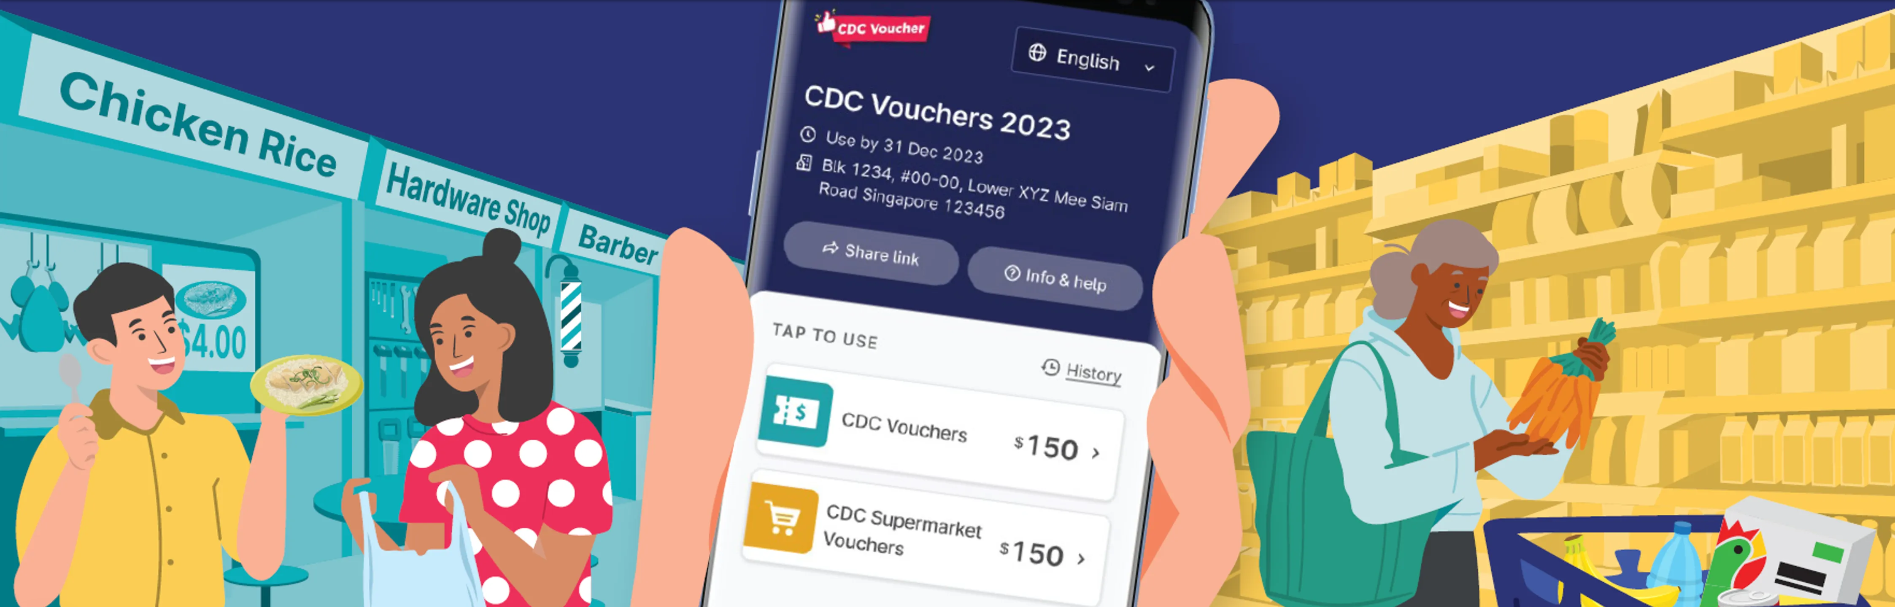 Chicken Rice
Hardware Shop
Barber
$4.00
CDC Voucher
English
CDC Vouchers 2023
Use by 31 Dec 2023
Blk 1234, #00-00, Lower XYZ Mee Siam
Road Singapore 123456
Share link
Info & help
TAP TO USE
History
CDC Vouchers
$150
CDC Supermarket
Vouchers
$150